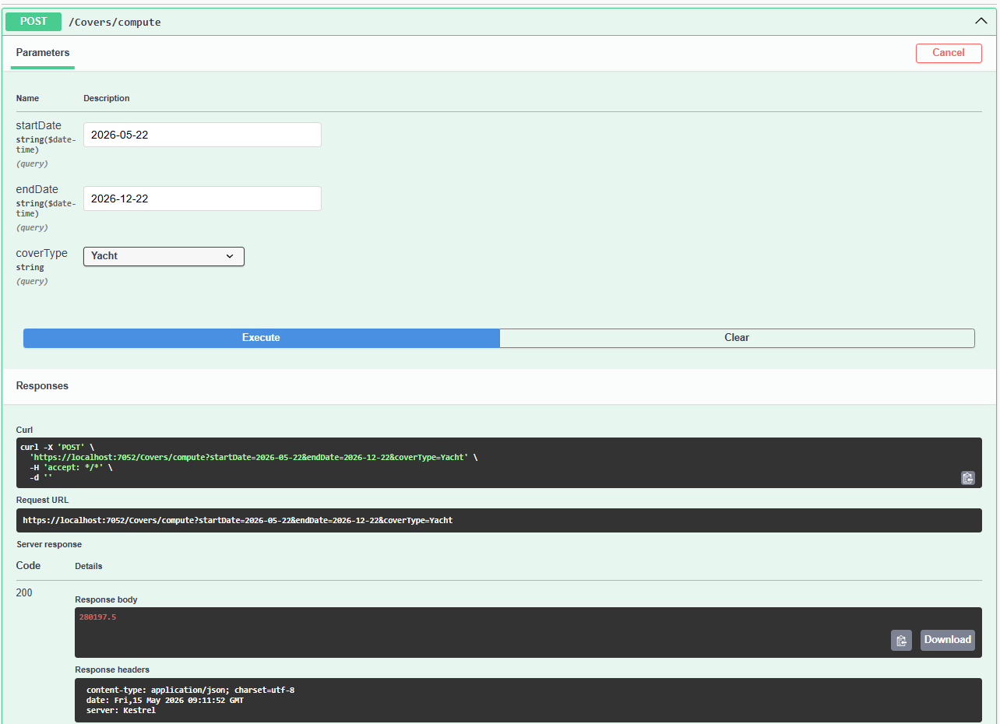 POST /Covers/compute
Parameters
Cancel
Name Description
startDate
string($date-
time)
(query)
2026-05-22
endDate
string($date-
time)
(query)
2026-12-22
coverType
string
(query)
Yacht
Execute
Clear
Responses
Curl
curl -X 'POST' \
'https://localhost:7052/Covers/compute?startDate=2026-05-22&endDate=2026-12-22&coverType=Yacht' \
-H 'accept: */*' \
-d ''
Request URL
https://localhost:7052/Covers/compute?startDate=2026-05-22&endDate=2026-12-22&coverType=Yacht
Server response
Code Details
200
Response body
280197.5
Download
Response headers
content-type: application/json; charset=utf-8
date: Fri,15 May 2026 09:11:52 GMT
server: Kestrel